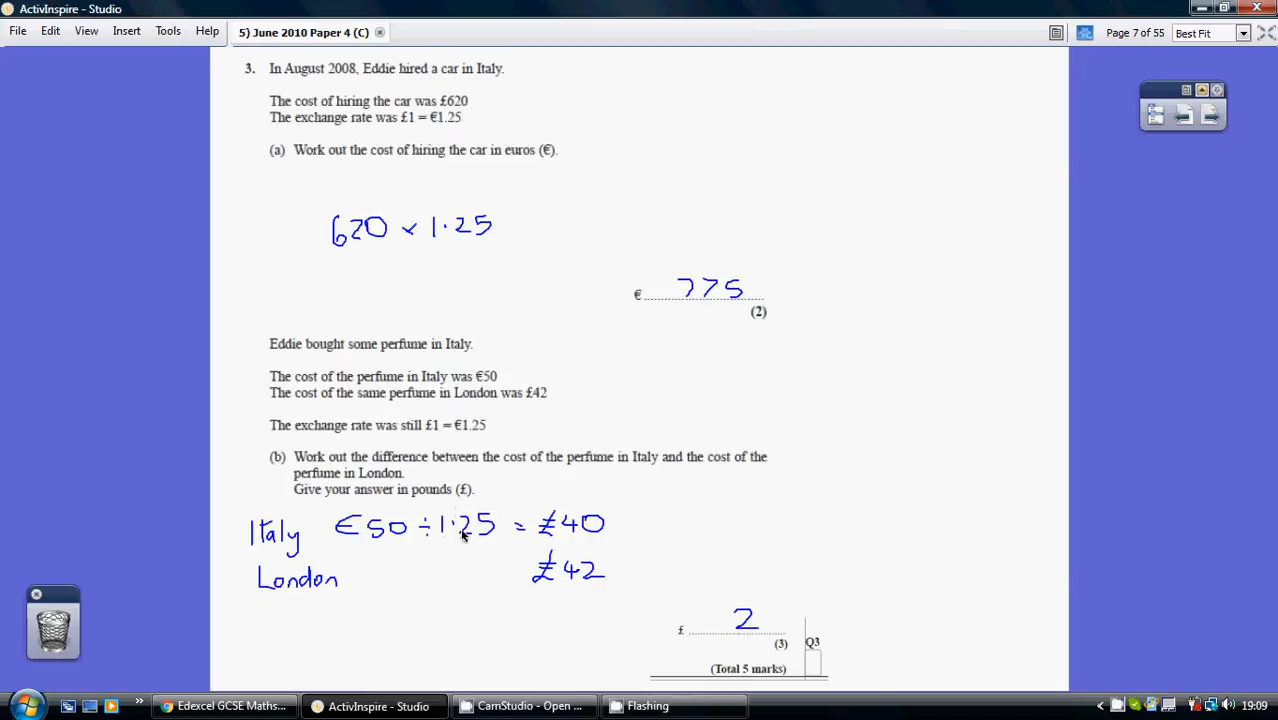 ActivInspire - Studio
File Edit View Insert Tools Help 5) June 2010 Paper 4 (C) Page 7 of 55 Best Fit
3. In August 2008, Eddie hired a car in Italy.
The cost of hiring the car was £620
The exchange rate was £1 = €1.25
(a) Work out the cost of hiring the car in euros (€).
620 × 1.25
€ 775
(2)
Eddie bought some perfume in Italy.
The cost of the perfume in Italy was €50
The cost of the same perfume in London was £42
The exchange rate was still £1 = €1.25
(b) Work out the difference between the cost of the perfume in Italy and the cost of the
perfume in London.
Give your answer in pounds (£).
Italy €50 ÷ 1.25 = £40
London £42
£ 2
(3) Q3
(Total 5 marks)
Edexcel GCSE Maths... ActivInspire - Studio CamStudio - Open ... Flashing 19:09